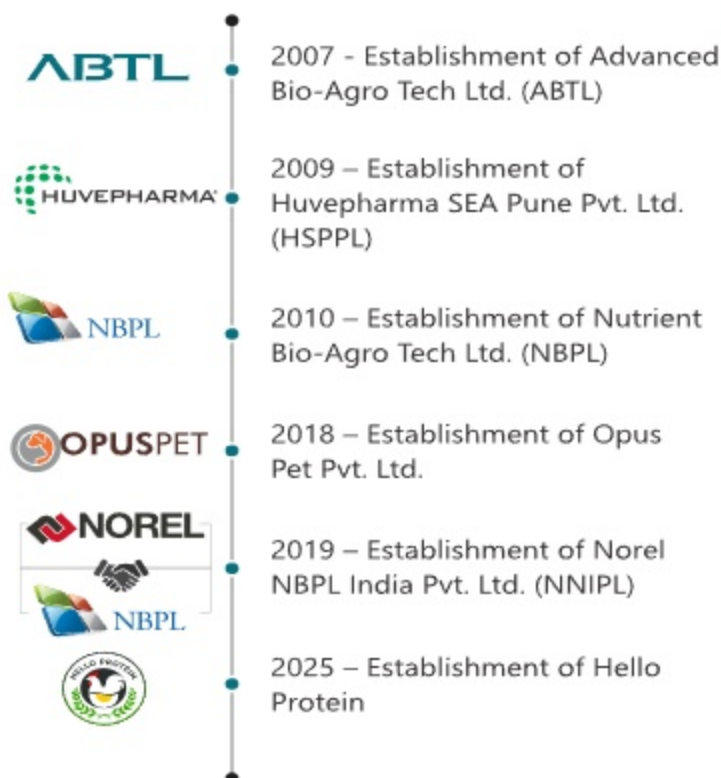 ABTL
2007 - Establishment of Advanced
Bio-Agro Tech Ltd. (ABTL)
HUVEPHARMA
2009 – Establishment of
Huvepharma SEA Pune Pvt. Ltd.
(HSPPL)
NBPL
2010 – Establishment of Nutrient
Bio-Agro Tech Ltd. (NBPL)
OPUSPET
2018 – Establishment of Opus
Pet Pvt. Ltd.
NOREL
NBPL
2019 – Establishment of Norel
NBPL India Pvt. Ltd. (NNIPL)
HELLO PROTEIN
2025 – Establishment of Hello
Protein